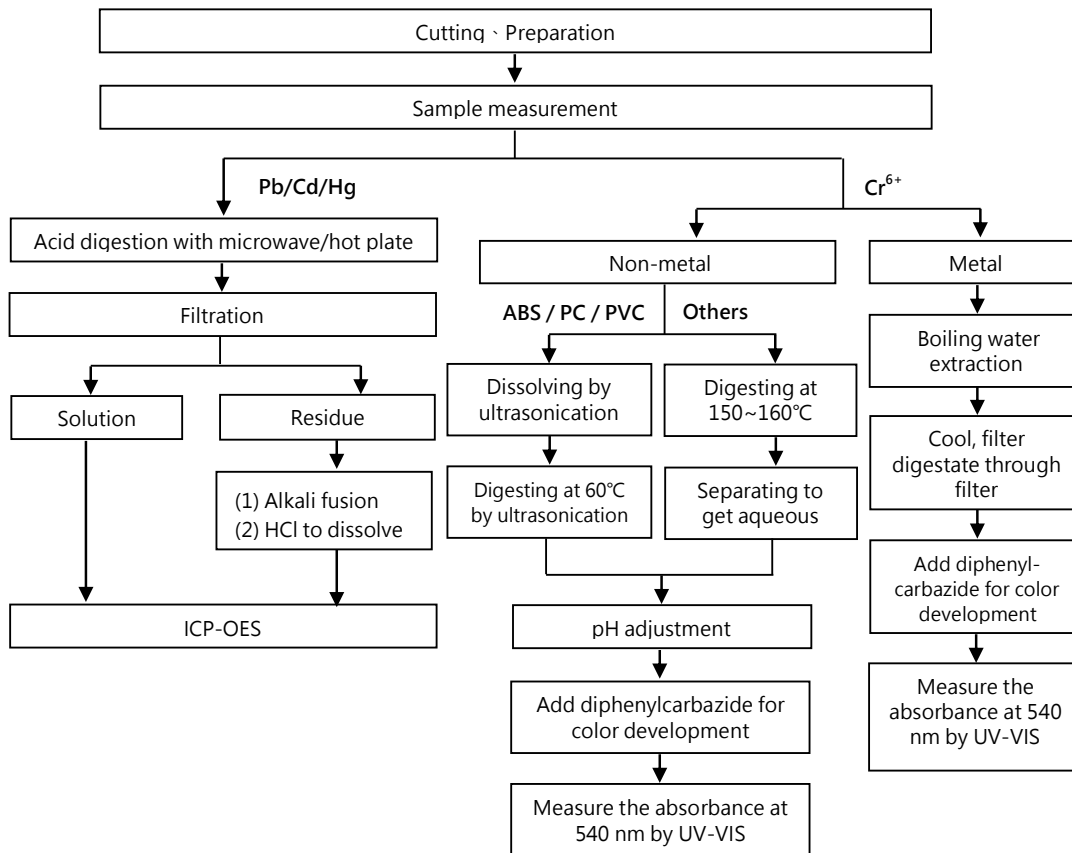 Cutting、Preparation
Sample measurement
Pb/Cd/Hg
Cr⁶⁺
Acid digestion with microwave/hot plate
Filtration
Solution
Residue
(1) Alkali fusion
(2) HCl to dissolve
ICP-OES
Non-metal
ABS / PC / PVC
Others
Dissolving by
ultrasonication
Digesting at 60℃
by ultrasonication
Digesting at
150~160℃
Separating to
get aqueous
pH adjustment
Add diphenylcarbazide for
color development
Measure the absorbance at
540 nm by UV-VIS
Metal
Boiling water
extraction
Cool, filter
digestate through
filter
Add diphenyl-
carbazide for color
development
Measure the
absorbance at 540
nm by UV-VIS